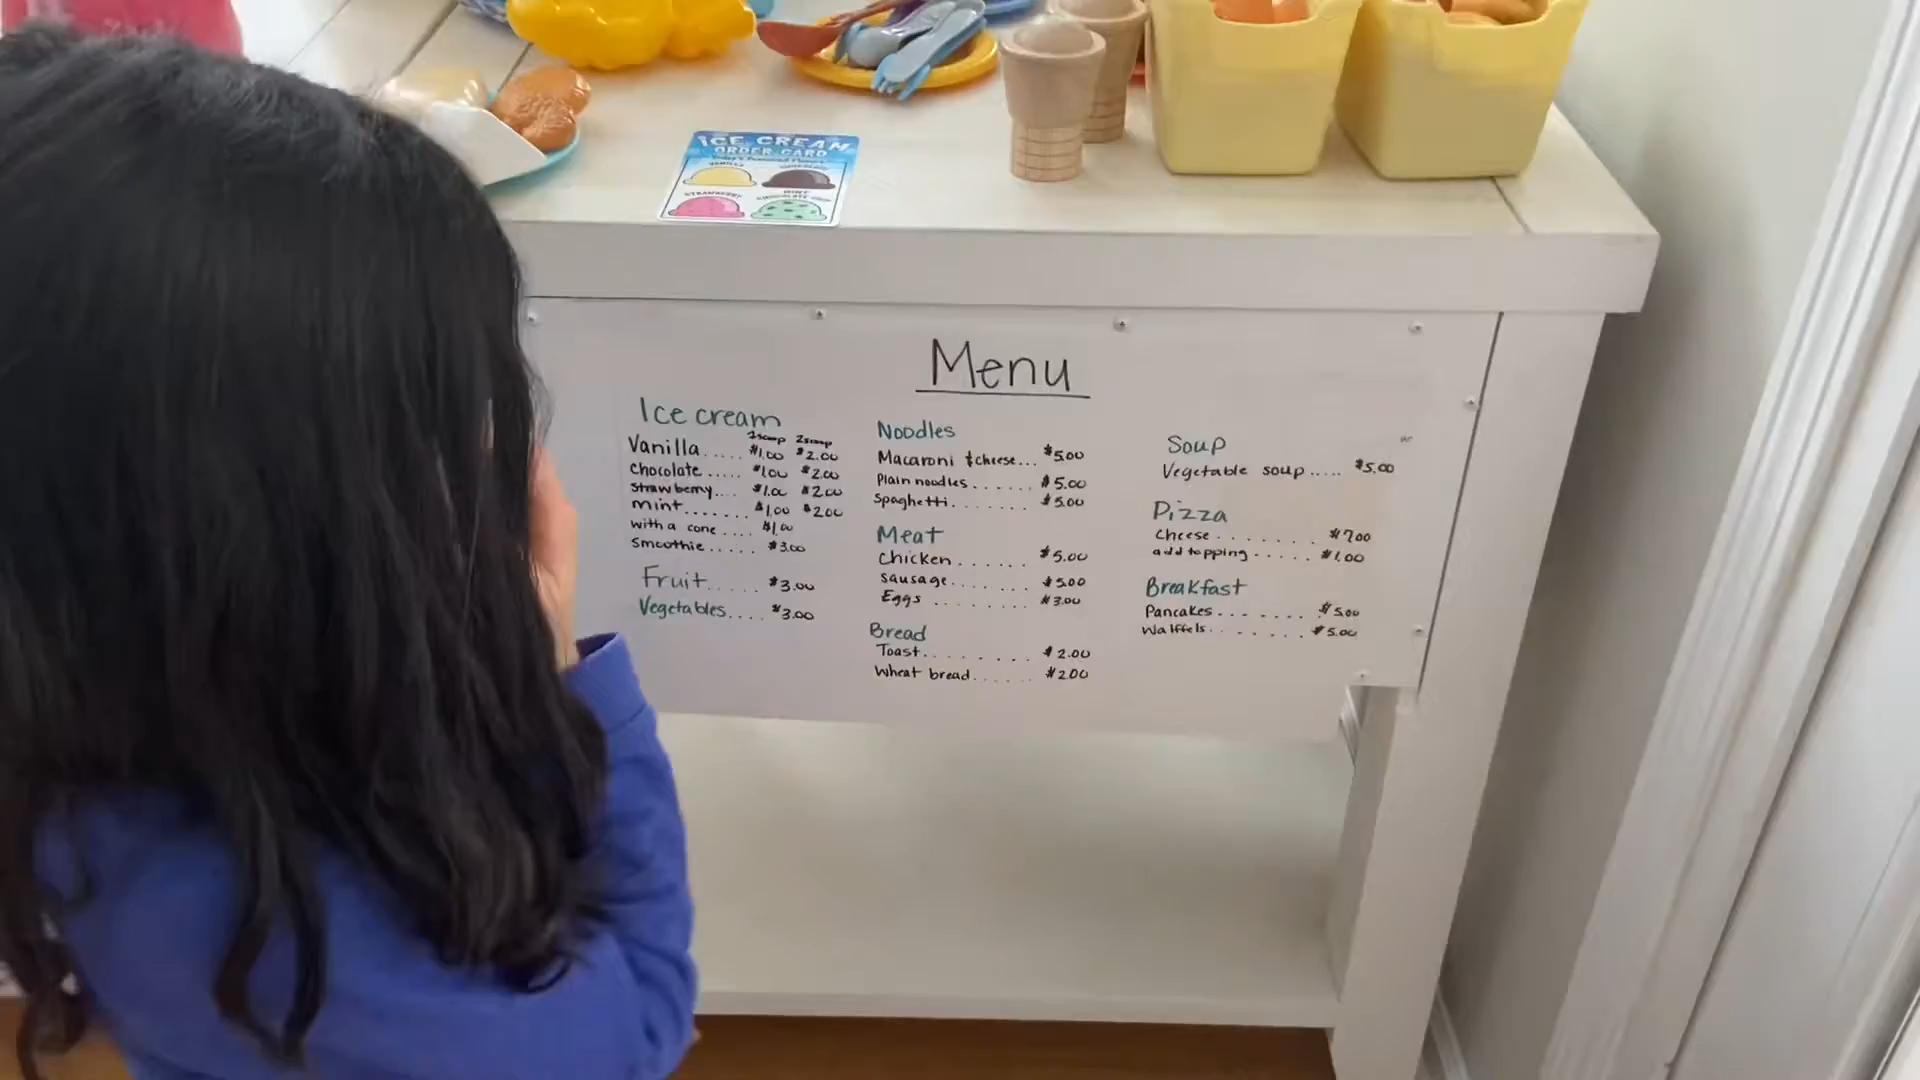 ICE CREAM
ORDER CARD
VANILLA
STRAWBERRY
MINT
Menu
Ice cream
1 scoop 2 scoop
Vanilla..... $1.00 $2.00
Chocolate ..... $1.00 $2.00
Strawberry.... $1.00 $2.00
mint....... $1.00 $2.00
with a cone .... $1.00
Smoothie ..... $3.00
Fruit..... $3.00
Vegetables.... $3.00
Noodles
Macaroni & cheese... $5.00
Plain noodles ...... $5.00
Spaghetti........ $5.00
Meat
Chicken ...... $5.00
Sausage....... $5.00
Eggs ........ $3.00
Bread
Toast......... $2.00
Wheat bread...... $2.00
Soup
Vegetable soup..... $5.00
Pizza
Cheese ........ $7.00
add topping ..... $1.00
Breakfast
Pancakes....... $5.00
Walffels....... $5.00